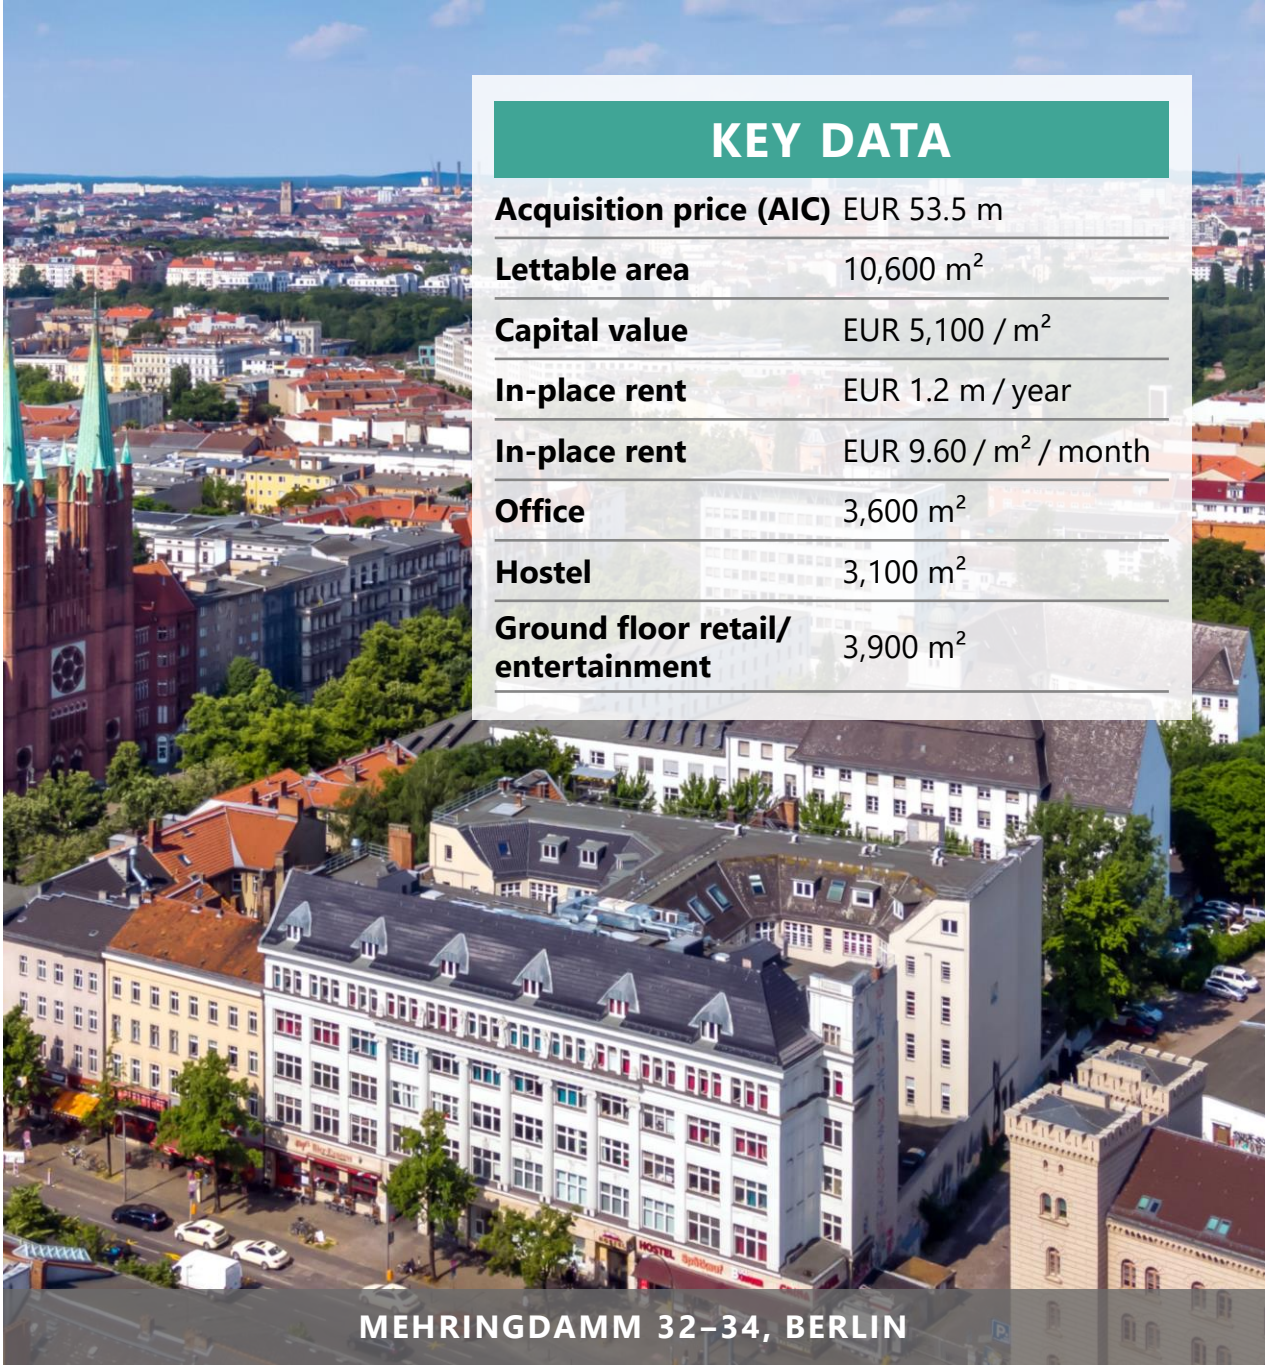 KEY DATA
Acquisition price (AIC) EUR 53.5 m
Lettable area 10,600 m²
Capital value EUR 5,100 / m²
In-place rent EUR 1.2 m / year
In-place rent EUR 9.60 / m² / month
Office 3,600 m²
Hostel 3,100 m²
Ground floor retail/
entertainment 3,900 m²
HOSTEL
MEHRINGDAMM 32–34, BERLIN